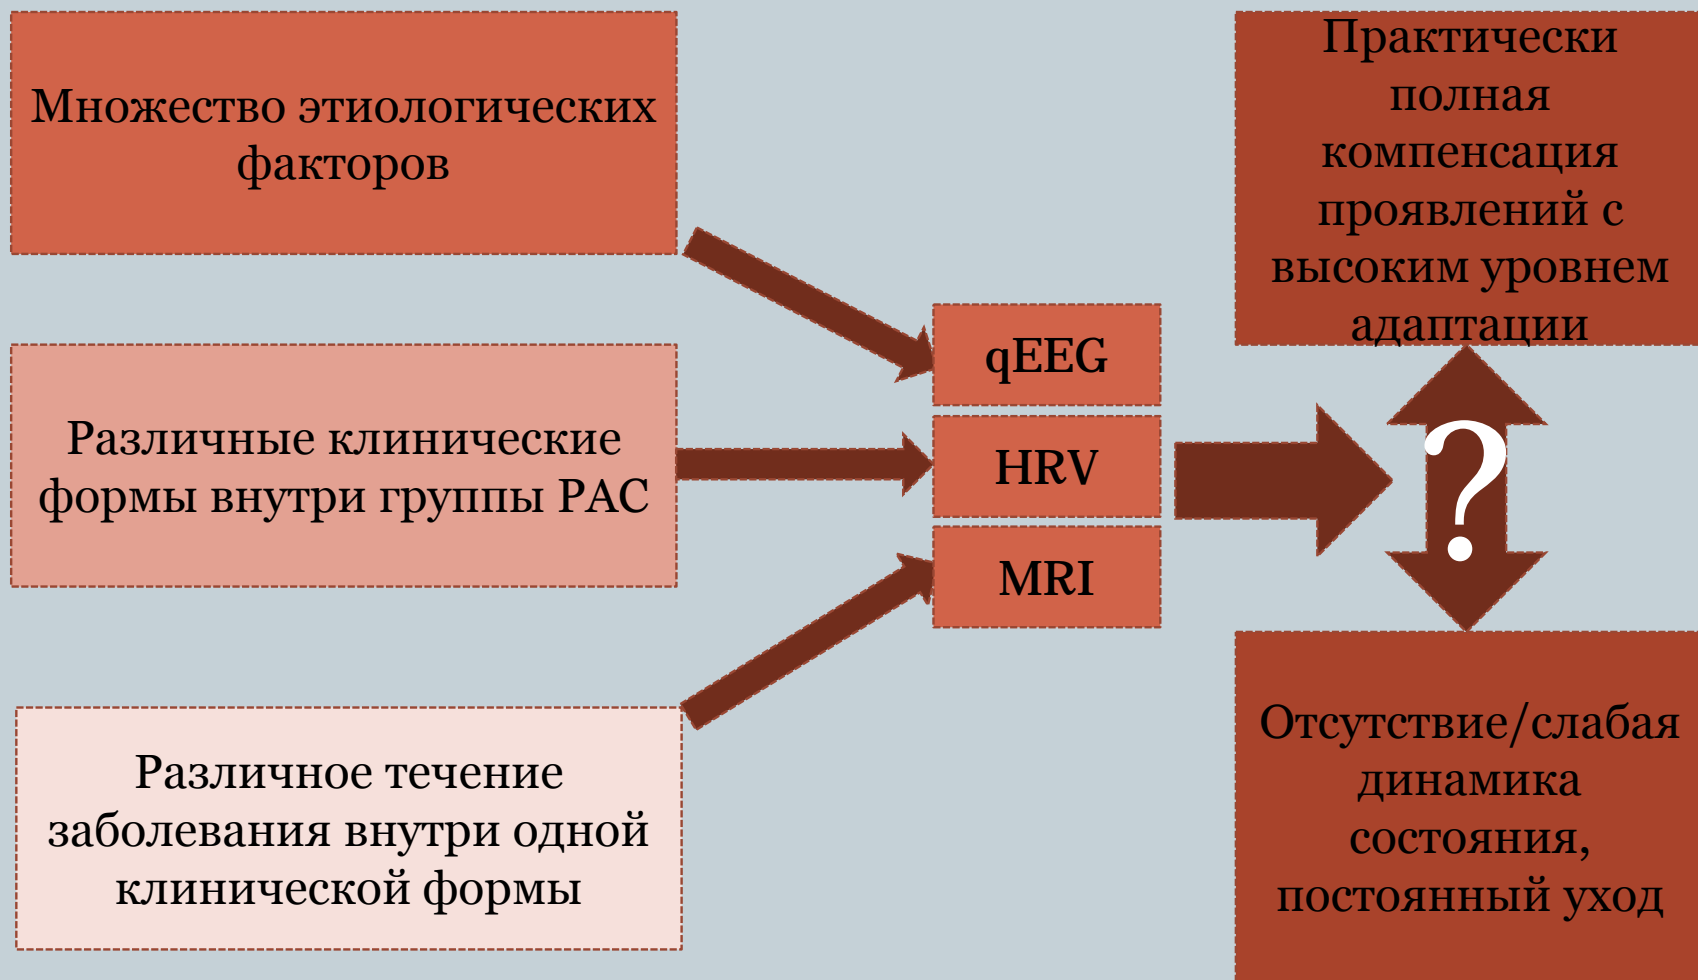 Множество этиологических
факторов
Различные клинические
формы внутри группы РАС
Различное течение
заболевания внутри одной
клинической формы
qEEG
HRV
MRI
Практически
полная
компенсация
проявлений с
высоким уровнем
адаптации
?
Отсутствие/слабая
динамика
состояния,
постоянный уход